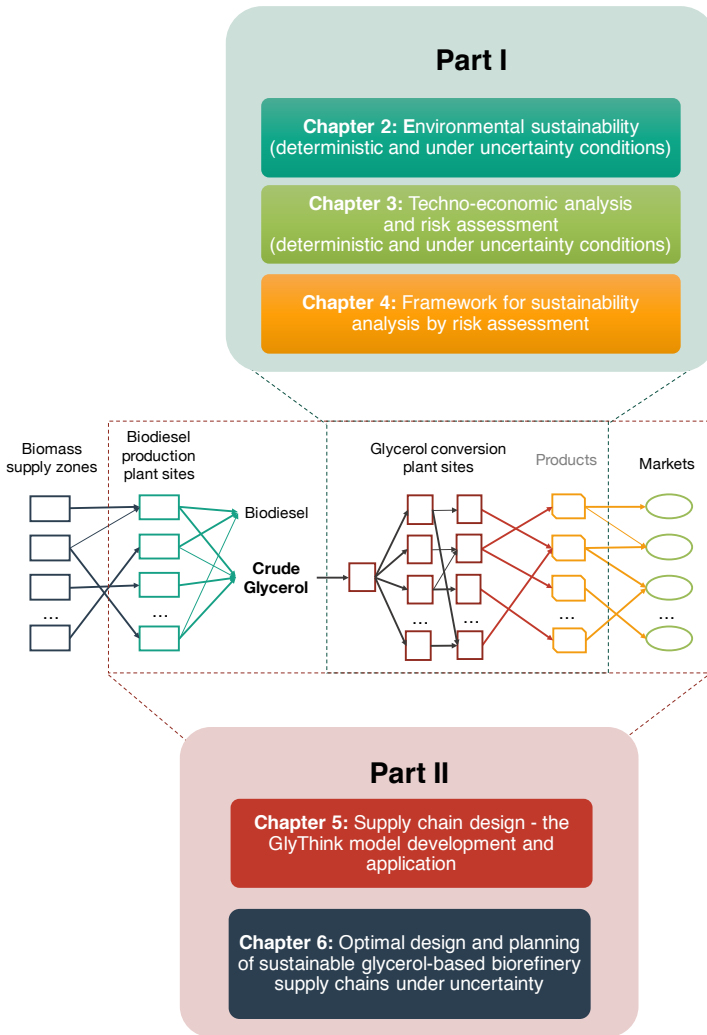 Part I
Chapter 2: Environmental sustainability
(deterministic and under uncertainty conditions)
Chapter 3: Techno-economic analysis
and risk assessment
(deterministic and under uncertainty conditions)
Chapter 4: Framework for sustainability
analysis by risk assessment
Biomass
supply zones
Biodiesel
production
plant sites
Glycerol conversion
plant sites
Products
Markets
Biodiesel
Crude
Glycerol
...
...
...
...
...
...
Part II
Chapter 5: Supply chain design - the
GlyThink model development and
application
Chapter 6: Optimal design and planning
of sustainable glycerol-based biorefinery
supply chains under uncertainty